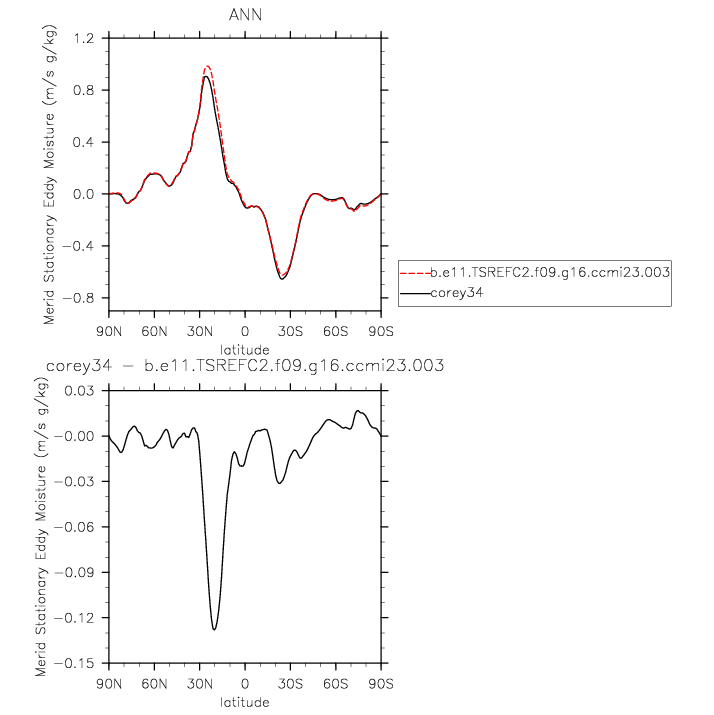 ANN
Merid Stationary Eddy Moisture (m/s g/kg)
1.2
0.8
0.4
0.0
−0.4
−0.8
90N 60N 30N 0 30S 60S 90S
latitude
b.e11.TSREFC2.f09.g16.ccmi23.003
corey34
corey34 − b.e11.TSREFC2.f09.g16.ccmi23.003
Merid Stationary Eddy Moisture (m/s g/kg)
0.03
−0.00
−0.03
−0.06
−0.09
−0.12
−0.15
90N 60N 30N 0 30S 60S 90S
latitude